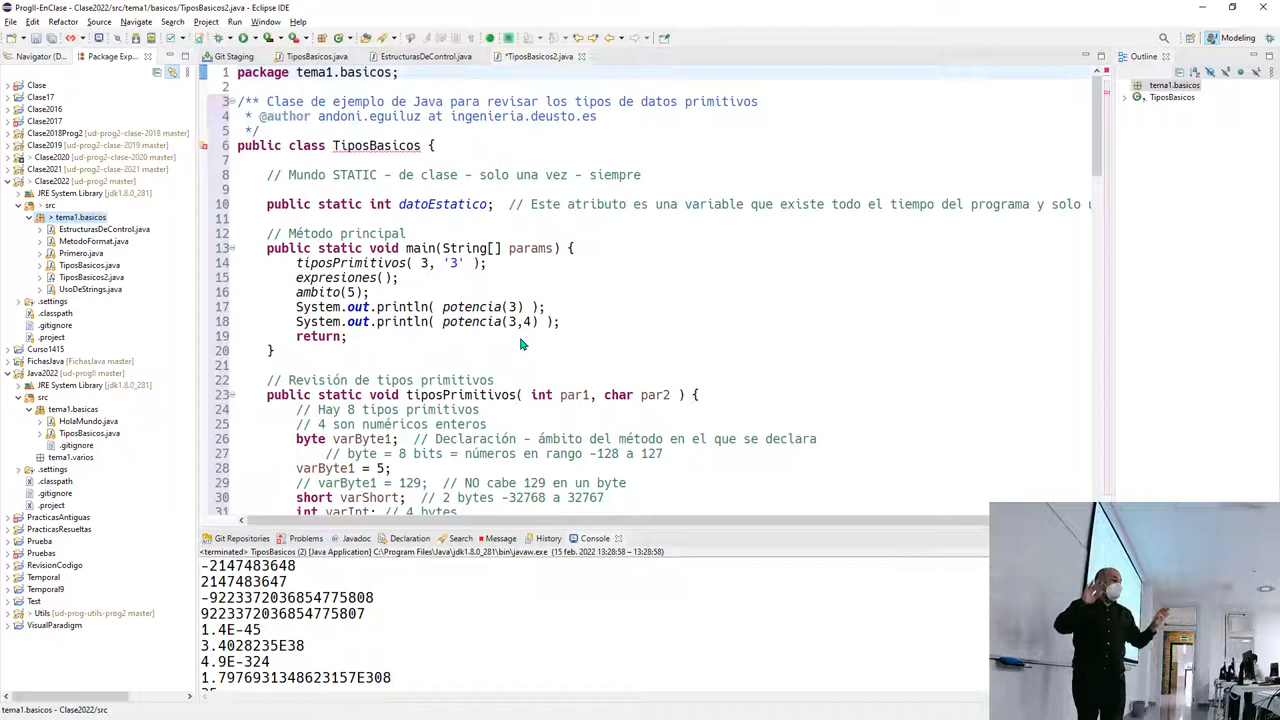 ProgII-EnClase - Clase2022/src/tema1/basicos/TiposBasicos2.java - Eclipse IDE
File Edit Refactor Source Navigate Search Project Run Window Help
Modeling
Navigator (D...
Package Exp...
Git Staging
TiposBasicos.java
EstructurasDeControl.java
*TiposBasicos2.java
Outline
Clase
Clase17
Clase2016
Clase2017
Clase2018Prog2 [ud-prog2-clase-2018 master]
Clase2019 [ud-prog2-clase-2019 master]
> Clase2020 [ud-prog2-clase-2020 master]
Clase2021 [ud-prog2-clase-2021 master]
> Clase2022 [ud-prog2 master]
JRE System Library [jdk1.8.0_281]
> src
> tema1.basicos
EstructurasDeControl.java
MetodoFormat.java
Primero.java
TiposBasicos.java
TiposBasicos2.java
UsoDeStrings.java
.settings
.classpath
.gitignore
.project
Curso1415
FichasJava [FichasJava master]
Java2022 [ud-progII master]
JRE System Library [jdk1.8.0_281]
src
tema1.basicas
HolaMundo.java
TiposBasicos.java
.gitignore
tema1.varios
.settings
.classpath
.gitignore
.project
PracticasAntiguas
PracticasResueltas
Prueba
Pruebas
RevisionCodigo
Temporal
Temporal9
Test
> Utils [ud-prog-utils-prog2 master]
VisualParadigm
1 package tema1.basicos;
2
3 /** Clase de ejemplo de Java para revisar los tipos de datos primitivos
4 * @author andoni.eguiluz at ingenieria.deusto.es
5 */
6 public class TiposBasicos {
7
8 // Mundo STATIC - de clase - solo una vez - siempre
9
10 public static int datoEstatico; // Este atributo es una variable que existe todo el tiempo del programa y solo
11
12 // Método principal
13 public static void main(String[] params) {
14 tiposPrimitivos( 3, '3' );
15 expresiones();
16 ambito(5);
17 System.out.println( potencia(3) );
18 System.out.println( potencia(3,4) );
19 return;
20 }
21
22 // Revisión de tipos primitivos
23 public static void tiposPrimitivos( int par1, char par2 ) {
24 // Hay 8 tipos primitivos
25 // 4 son numéricos enteros
26 byte varByte1; // Declaración - ámbito del método en el que se declara
27 // byte = 8 bits = números en rango -128 a 127
28 varByte1 = 5;
29 // varByte1 = 129; // NO cabe 129 en un byte
30 short varShort; // 2 bytes -32768 a 32767
31 int varInt; // 4 bytes
tema1.basicos
TiposBasicos
Git Repositories
Problems
Javadoc
Declaration
Search
Message
History
Console
<terminated> TiposBasicos (2) [Java Application] C:\Program Files\Java\jdk1.8.0_281\bin\javaw.exe (15 feb. 2022 13:28:58 – 13:28:58)
-2147483648
2147483647
-9223372036854775808
9223372036854775807
1.4E-45
3.4028235E38
4.9E-324
1.7976931348623157E308
tema1.basicos - Clase2022/src